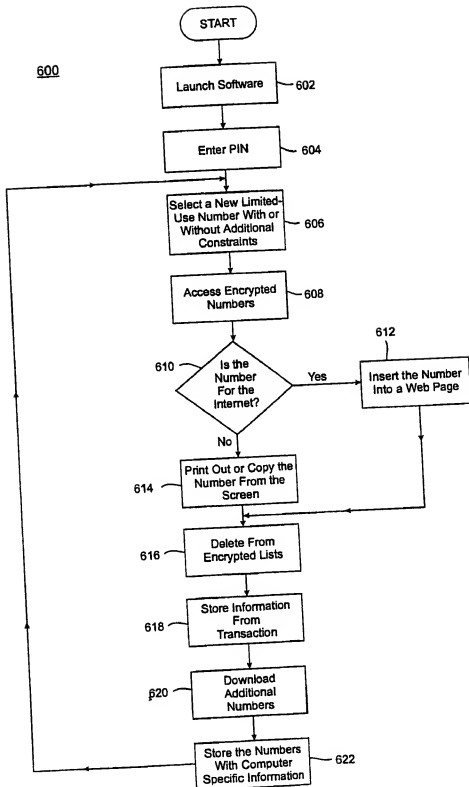 START
600
Launch Software
602
Enter PIN
604
Select a New Limited-
Use Number With or
Without Additional
Constraints
606
Access Encrypted
Numbers
608
612
610
Is the
Number
For the
Internet?
Yes
Insert the Number
Into a Web Page
No
614
Print Out or Copy the
Number From the
Screen
616
Delete From
Encrypted Lists
618
Store Information
From
Transaction
620
Download
Additional
Numbers
Store the Numbers
With Computer
Specific Information
622